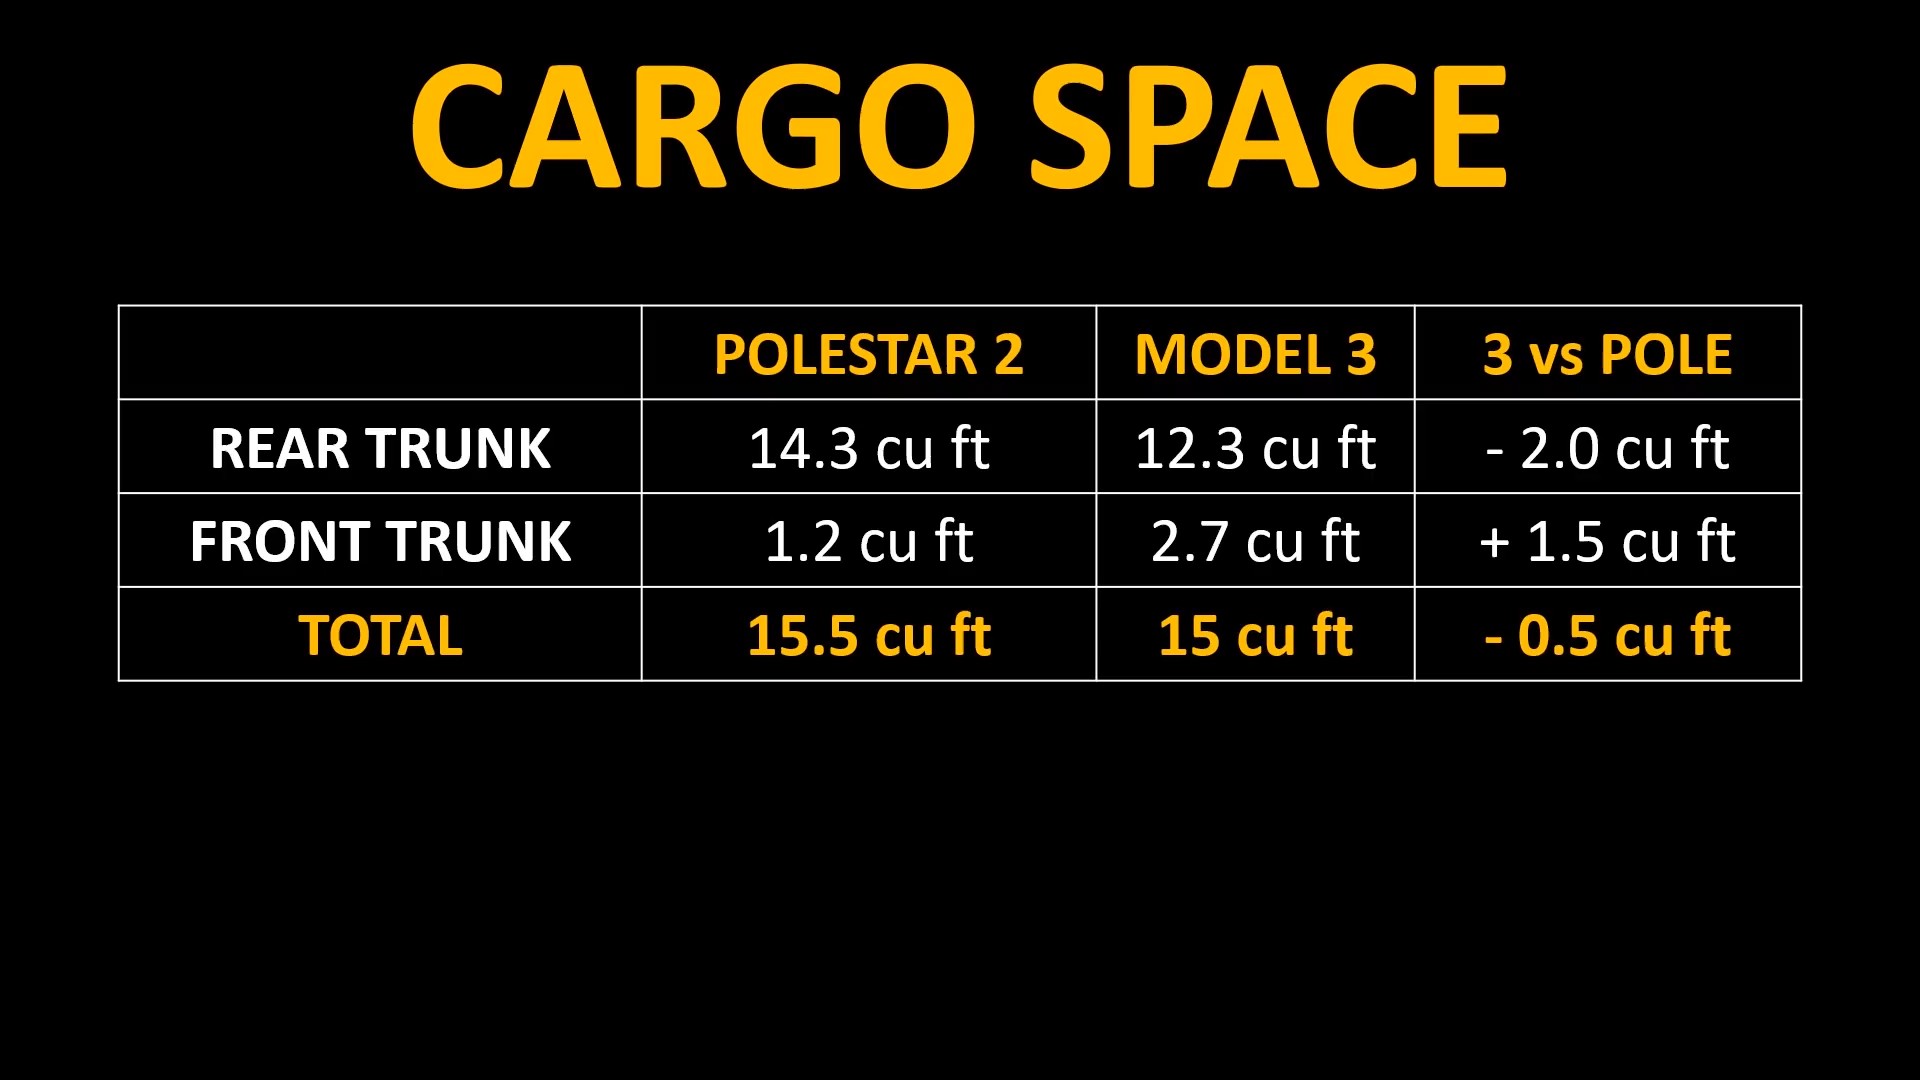 CARGO SPACE
POLESTAR 2 MODEL 3 3 vs POLE
REAR TRUNK 14.3 cu ft 12.3 cu ft - 2.0 cu ft
FRONT TRUNK 1.2 cu ft 2.7 cu ft + 1.5 cu ft
TOTAL 15.5 cu ft 15 cu ft - 0.5 cu ft